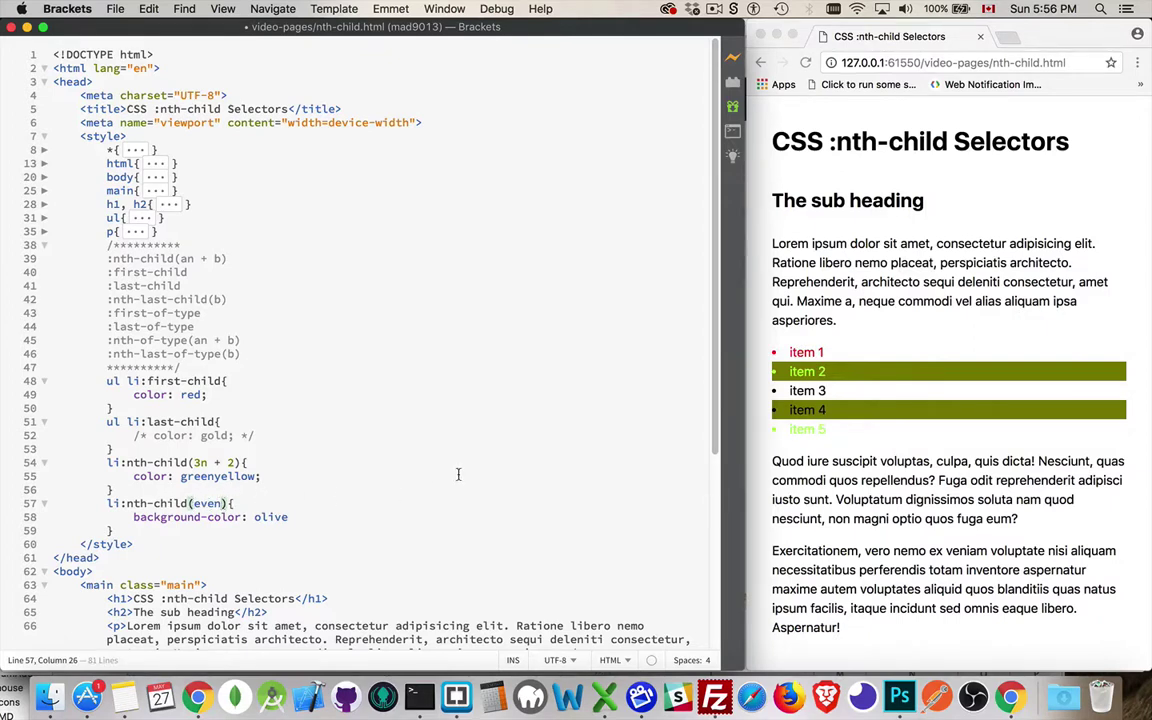 Brackets File Edit Find View Navigate Template Emmet Window Debug Help 100% Sun 5:56 PM
• video-pages/nth-child.html (mad9013) — Brackets
1 <!DOCTYPE html>
2 <html lang="en">
3 <head>
4 <meta charset="UTF-8">
5 <title>CSS :nth-child Selectors</title>
6 <meta name="viewport" content="width=device-width">
7 <style>
8 *{ ... }
13 html{ ... }
20 body{ ... }
25 main{ ... }
28 h1, h2{ ... }
31 ul{ ... }
35 p{ ... }
38 /**********
39 :nth-child(an + b)
40 :first-child
41 :last-child
42 :nth-last-child(b)
43 :first-of-type
44 :last-of-type
45 :nth-of-type(an + b)
46 :nth-last-of-type(b)
47 **********/
48 ul li:first-child{
49 color: red;
50 }
51 ul li:last-child{
52 /* color: gold; */
53 }
54 li:nth-child(3n + 2){
55 color: greenyellow;
56 }
57 li:nth-child(even){
58 background-color: olive
59 }
60 </style>
61 </head>
62 <body>
63 <main class="main">
64 <h1>CSS :nth-child Selectors</h1>
65 <h2>The sub heading</h2>
66 <p>Lorem ipsum dolor sit amet, consectetur adipisicing elit. Ratione libero nemo
placeat, perspiciatis architecto. Reprehenderit, architecto sequi deleniti consectetur,
Line 57, Column 26 — 81 Lines INS UTF-8 HTML Spaces: 4
CSS :nth-child Selectors
127.0.0.1:61550/video-pages/nth-child.html
Apps Click to run some s... Web Notification Im... »
CSS :nth-child Selectors
The sub heading
Lorem ipsum dolor sit amet, consectetur adipisicing elit.
Ratione libero nemo placeat, perspiciatis architecto.
Reprehenderit, architecto sequi deleniti consectetur, amet
qui. Maxime a, neque commodi vel alias aliquam ipsa
asperiores.
• item 1
• item 2
• item 3
• item 4
• item 5
Quod iure suscipit voluptas, culpa, quis dicta! Nesciunt, quas
commodi quos repellendus? Fuga odit reprehenderit adipisci
iusto sunt. Voluptatum dignissimos soluta nam quod
nesciunt, non magni optio quos fuga eum?
Exercitationem, vero nemo ex veniam voluptate nisi aliquam
necessitatibus perferendis totam inventore aspernatur
maxime autem voluptates aliquid quos blanditiis quas natus
ipsum facilis, itaque incidunt sed omnis eaque libero.
Aspernatur!